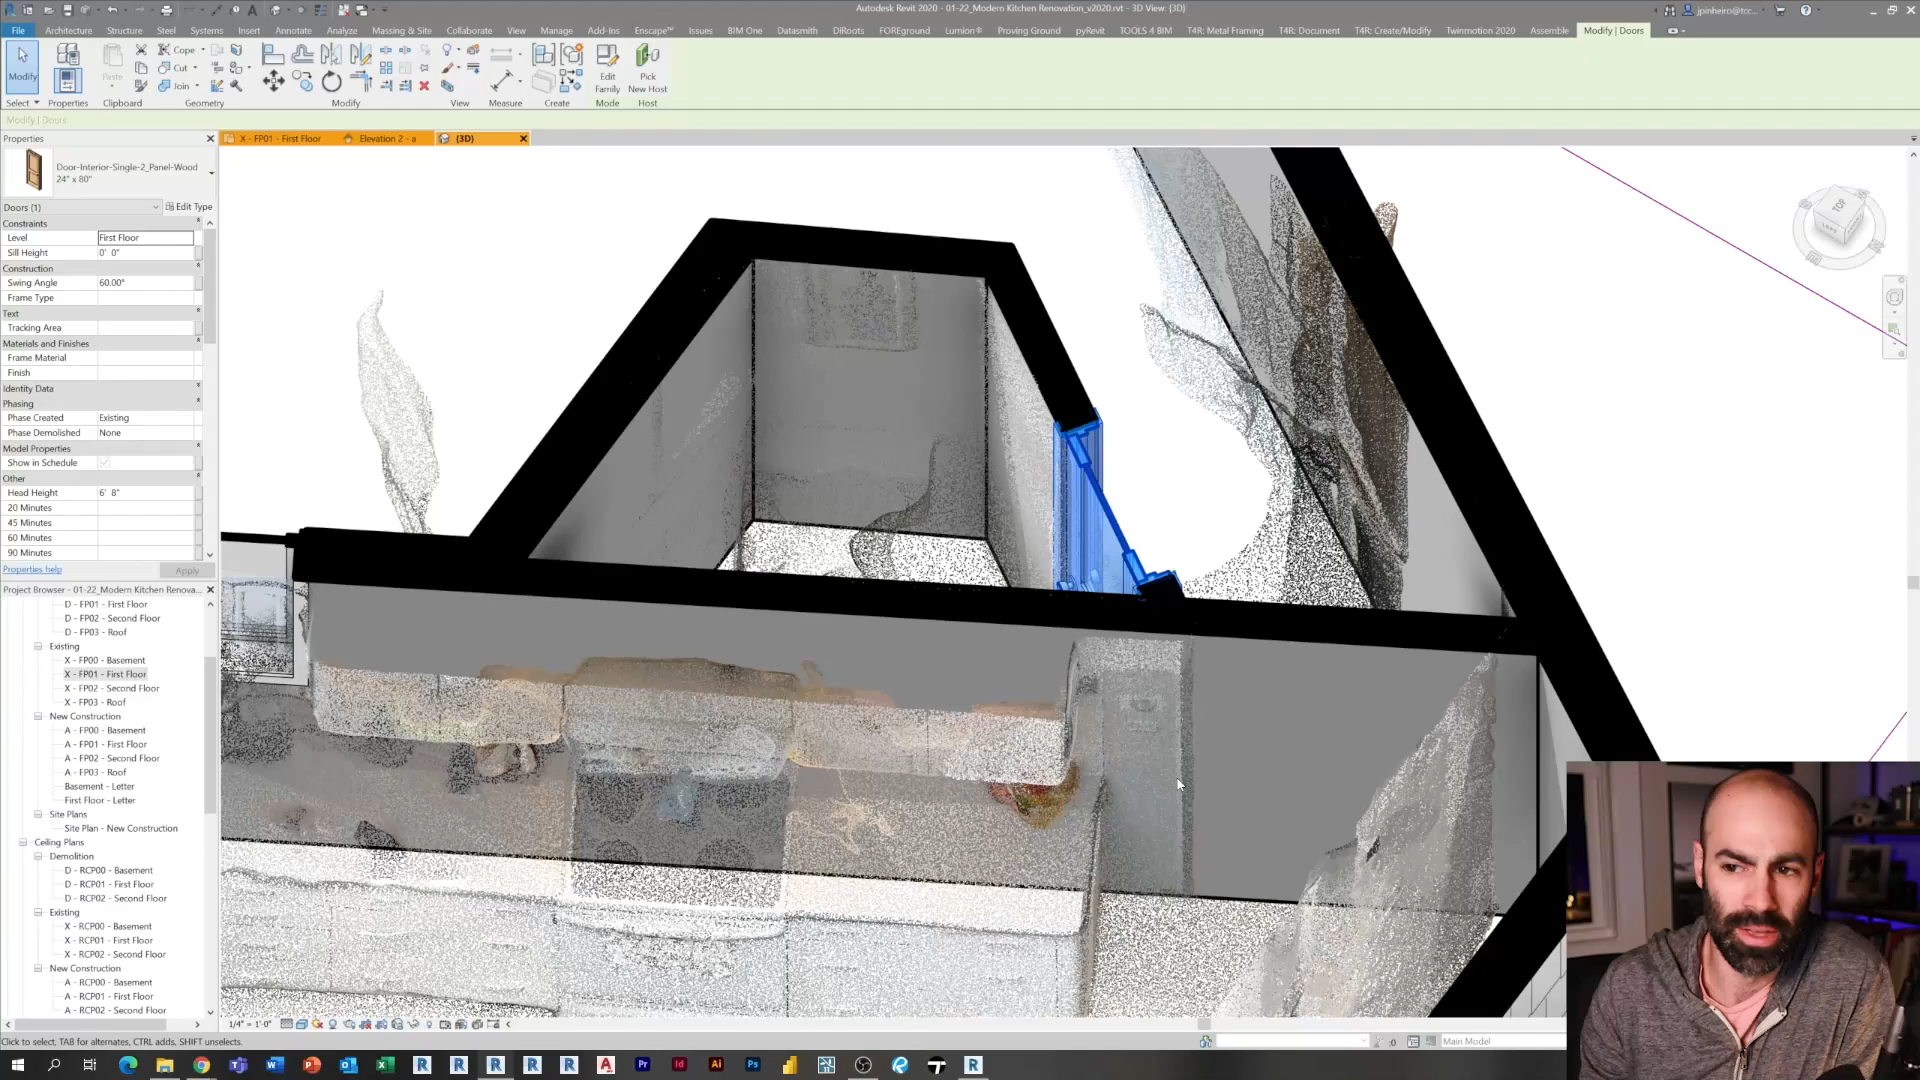 Autodesk Revit 2020 - 01-22_Modern Kitchen Renovation_v2020.rvt - 3D View: {3D}
jpinheiro@tcc...
File Architecture Structure Steel Systems Insert Annotate Analyze Massing & Site Collaborate View Manage Add-Ins Enscape™ Issues BIM One Datasmith DiRoots FOREground Lumion® Proving Ground pyRevit TOOLS 4 BIM T4R: Metal Framing T4R: Document T4R: Create/Modify Twinmotion 2020 Assemble Modify | Doors
Cope
Cut
Join
Modify
Paste
Edit Family
Pick New Host
Select Properties Clipboard Geometry Modify View Measure Create Mode Host
Modify | Doors
Properties
X - FP01 - First Floor
Elevation 2 - a
{3D}
Door-Interior-Single-2_Panel-Wood
24" x 80"
Doors (1)
Edit Type
Constraints
Level First Floor
Sill Height 0' 0"
Construction
Swing Angle 60.00°
Frame Type
Text
Tracking Area
Materials and Finishes
Frame Material
Finish
Identity Data
Phasing
Phase Created Existing
Phase Demolished None
Model Properties
Show in Schedule
Other
Head Height 6' 8"
20 Minutes
45 Minutes
60 Minutes
90 Minutes
Properties help
Apply
Project Browser - 01-22_Modern Kitchen Renova...
D - FP01 - First Floor
D - FP02 - Second Floor
D - FP03 - Roof
Existing
X - FP00 - Basement
X - FP01 - First Floor
X - FP02 - Second Floor
X - FP03 - Roof
New Construction
A - FP00 - Basement
A - FP01 - First Floor
A - FP02 - Second Floor
A - FP03 - Roof
Basement - Letter
First Floor - Letter
Site Plans
Site Plan - New Construction
Ceiling Plans
Demolition
D - RCP00 - Basement
D - RCP01 - First Floor
D - RCP02 - Second Floor
Existing
X - RCP00 - Basement
X - RCP01 - First Floor
X - RCP02 - Second Floor
New Construction
A - RCP00 - Basement
A - RCP01 - First Floor
A - RCP02 - Second Floor
TOP
LEFT
1/4" = 1'-0"
Click to select, TAB for alternates, CTRL adds, SHIFT unselects.
:0
Main Model